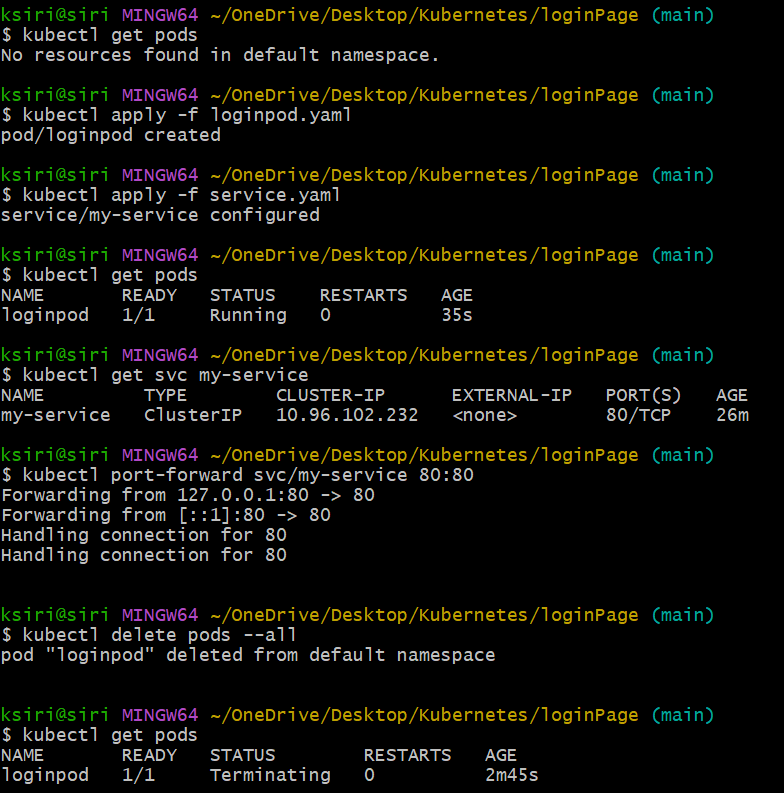 ksiri@siri MINGW64 ~/OneDrive/Desktop/Kubernetes/loginPage (main)
$ kubectl get pods
No resources found in default namespace.
ksiri@siri MINGW64 ~/OneDrive/Desktop/Kubernetes/loginPage (main)
$ kubectl apply -f loginpod.yaml
pod/loginpod created
ksiri@siri MINGW64 ~/OneDrive/Desktop/Kubernetes/loginPage (main)
$ kubectl apply -f service.yaml
service/my-service configured
ksiri@siri MINGW64 ~/OneDrive/Desktop/Kubernetes/loginPage (main)
$ kubectl get pods
NAME       READY   STATUS    RESTARTS   AGE
loginpod   1/1     Running   0          35s
ksiri@siri MINGW64 ~/OneDrive/Desktop/Kubernetes/loginPage (main)
$ kubectl get svc my-service
NAME         TYPE        CLUSTER-IP      EXTERNAL-IP   PORT(S)   AGE
my-service   ClusterIP   10.96.102.232   <none>        80/TCP    26m
ksiri@siri MINGW64 ~/OneDrive/Desktop/Kubernetes/loginPage (main)
$ kubectl port-forward svc/my-service 80:80
Forwarding from 127.0.0.1:80 -> 80
Forwarding from [::1]:80 -> 80
Handling connection for 80
Handling connection for 80
ksiri@siri MINGW64 ~/OneDrive/Desktop/Kubernetes/loginPage (main)
$ kubectl delete pods --all
pod "loginpod" deleted from default namespace
ksiri@siri MINGW64 ~/OneDrive/Desktop/Kubernetes/loginPage (main)
$ kubectl get pods
NAME       READY   STATUS        RESTARTS   AGE
loginpod   1/1     Terminating   0          2m45s